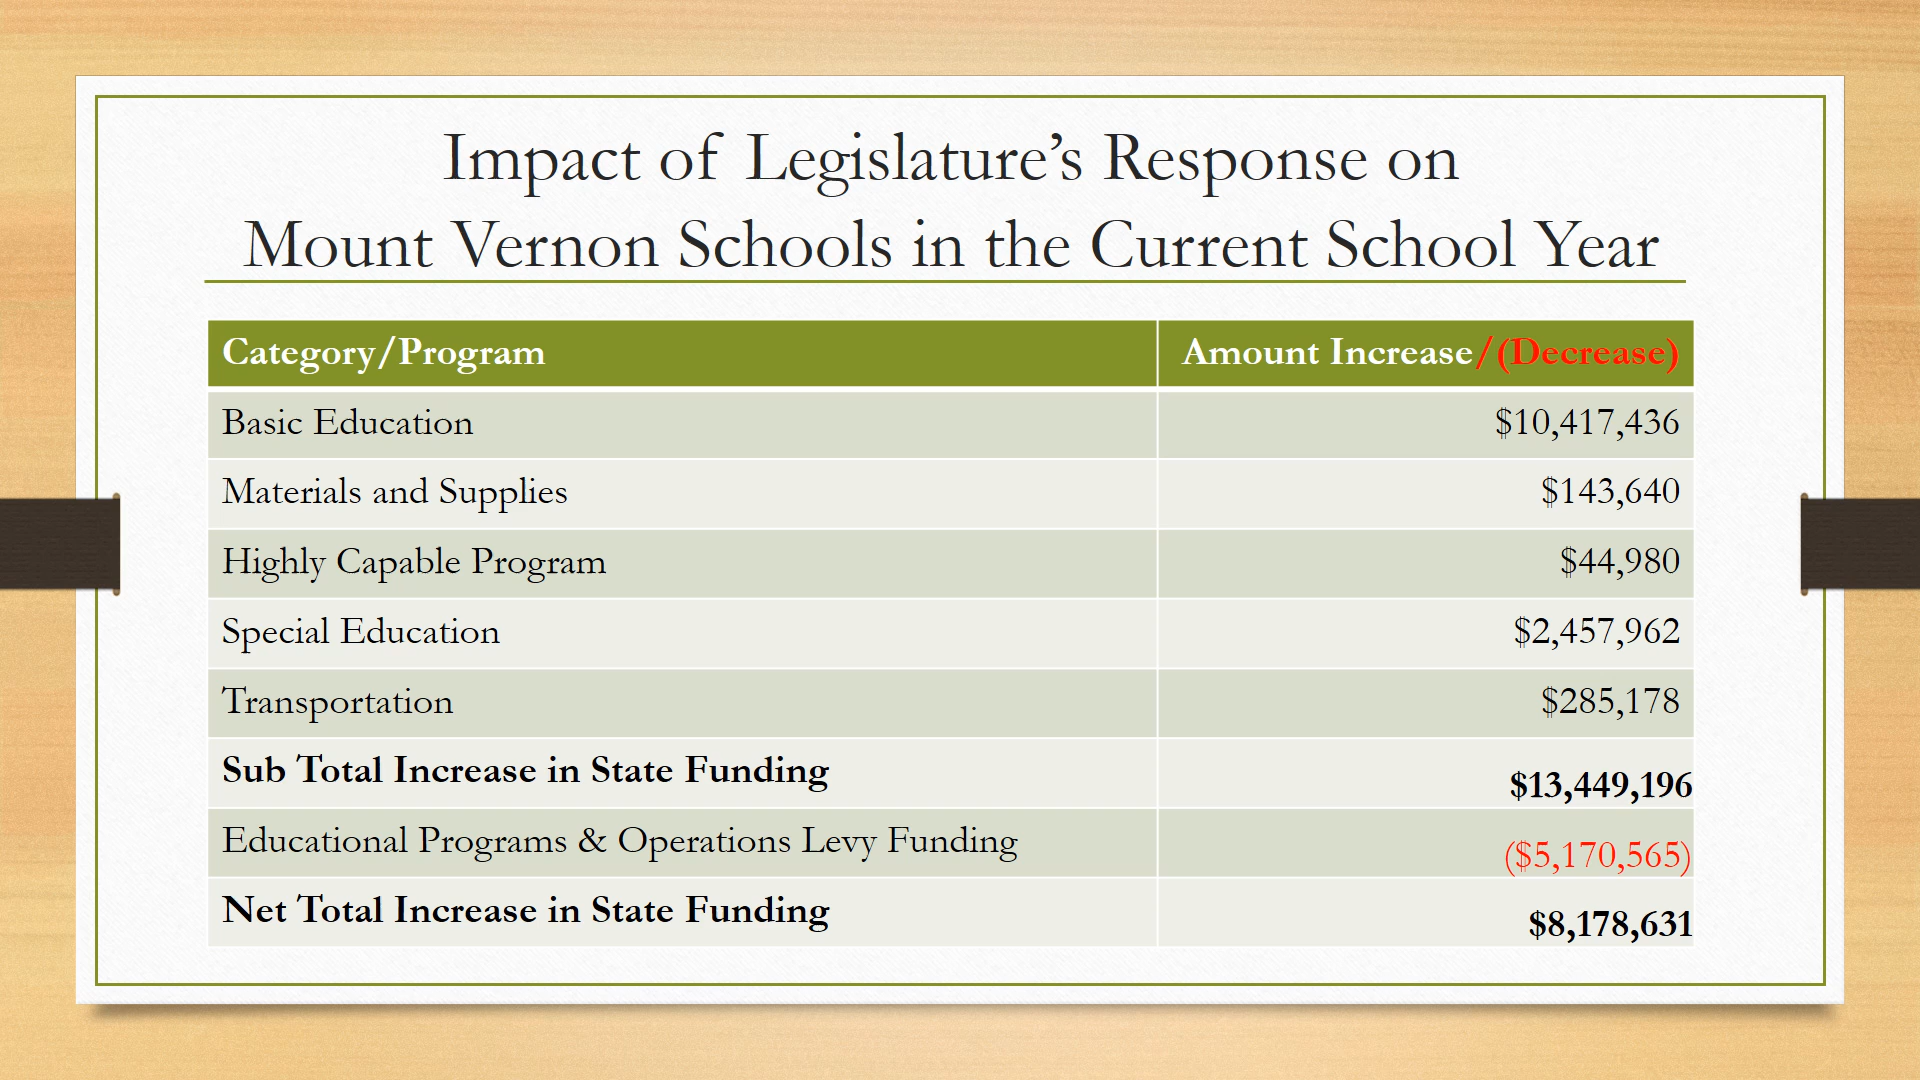 Impact of Legislature’s Response on
Mount Vernon Schools in the Current School Year
Category/Program Amount Increase/(Decrease)
Basic Education $10,417,436
Materials and Supplies $143,640
Highly Capable Program $44,980
Special Education $2,457,962
Transportation $285,178
Sub Total Increase in State Funding $13,449,196
Educational Programs & Operations Levy Funding ($5,170,565)
Net Total Increase in State Funding $8,178,631